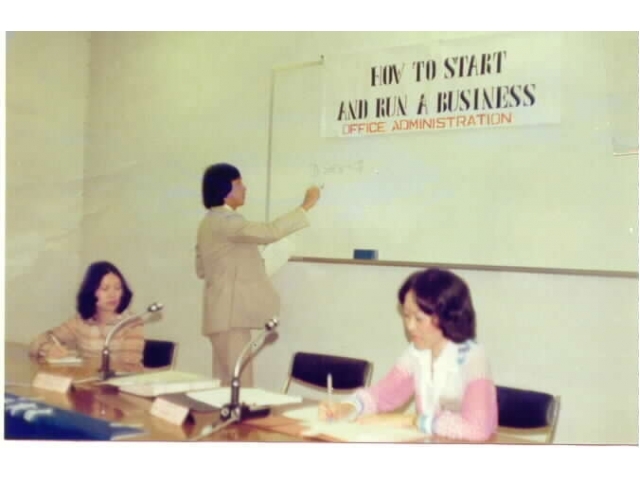 HOW TO START
AND RUN A BUSINESS
OFFICE ADMINISTRATION